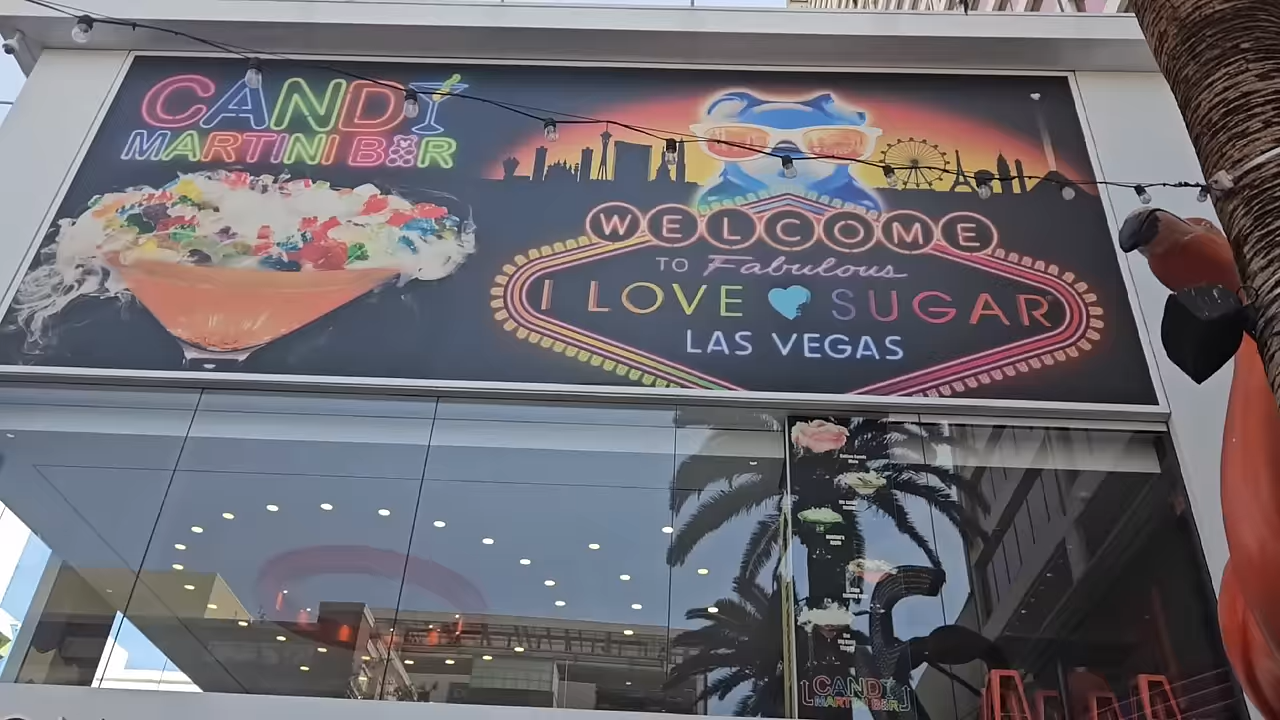 CANDY
MARTINI BAR
WELCOME
TO Fabulous
I LOVE SUGAR
LAS VEGAS
CANDY
MARTINI BAR